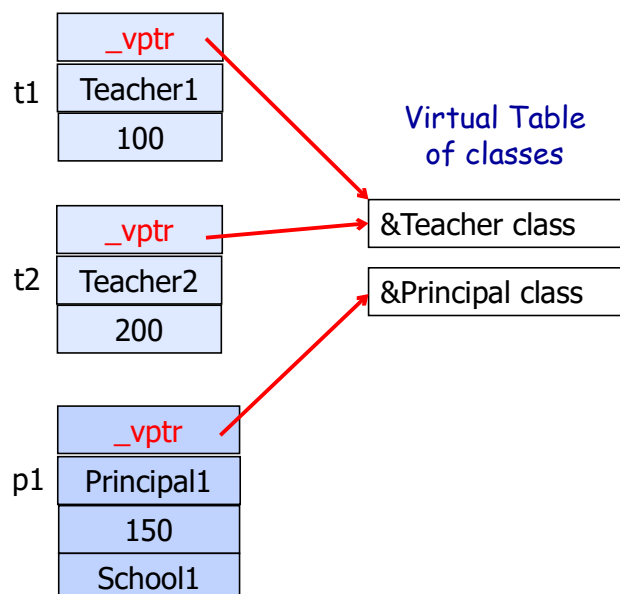 t1
_vptr
Teacher1
100
t2
_vptr
Teacher2
200
p1
_vptr
Principal1
150
School1
Virtual Table
of classes
&Teacher class
&Principal class